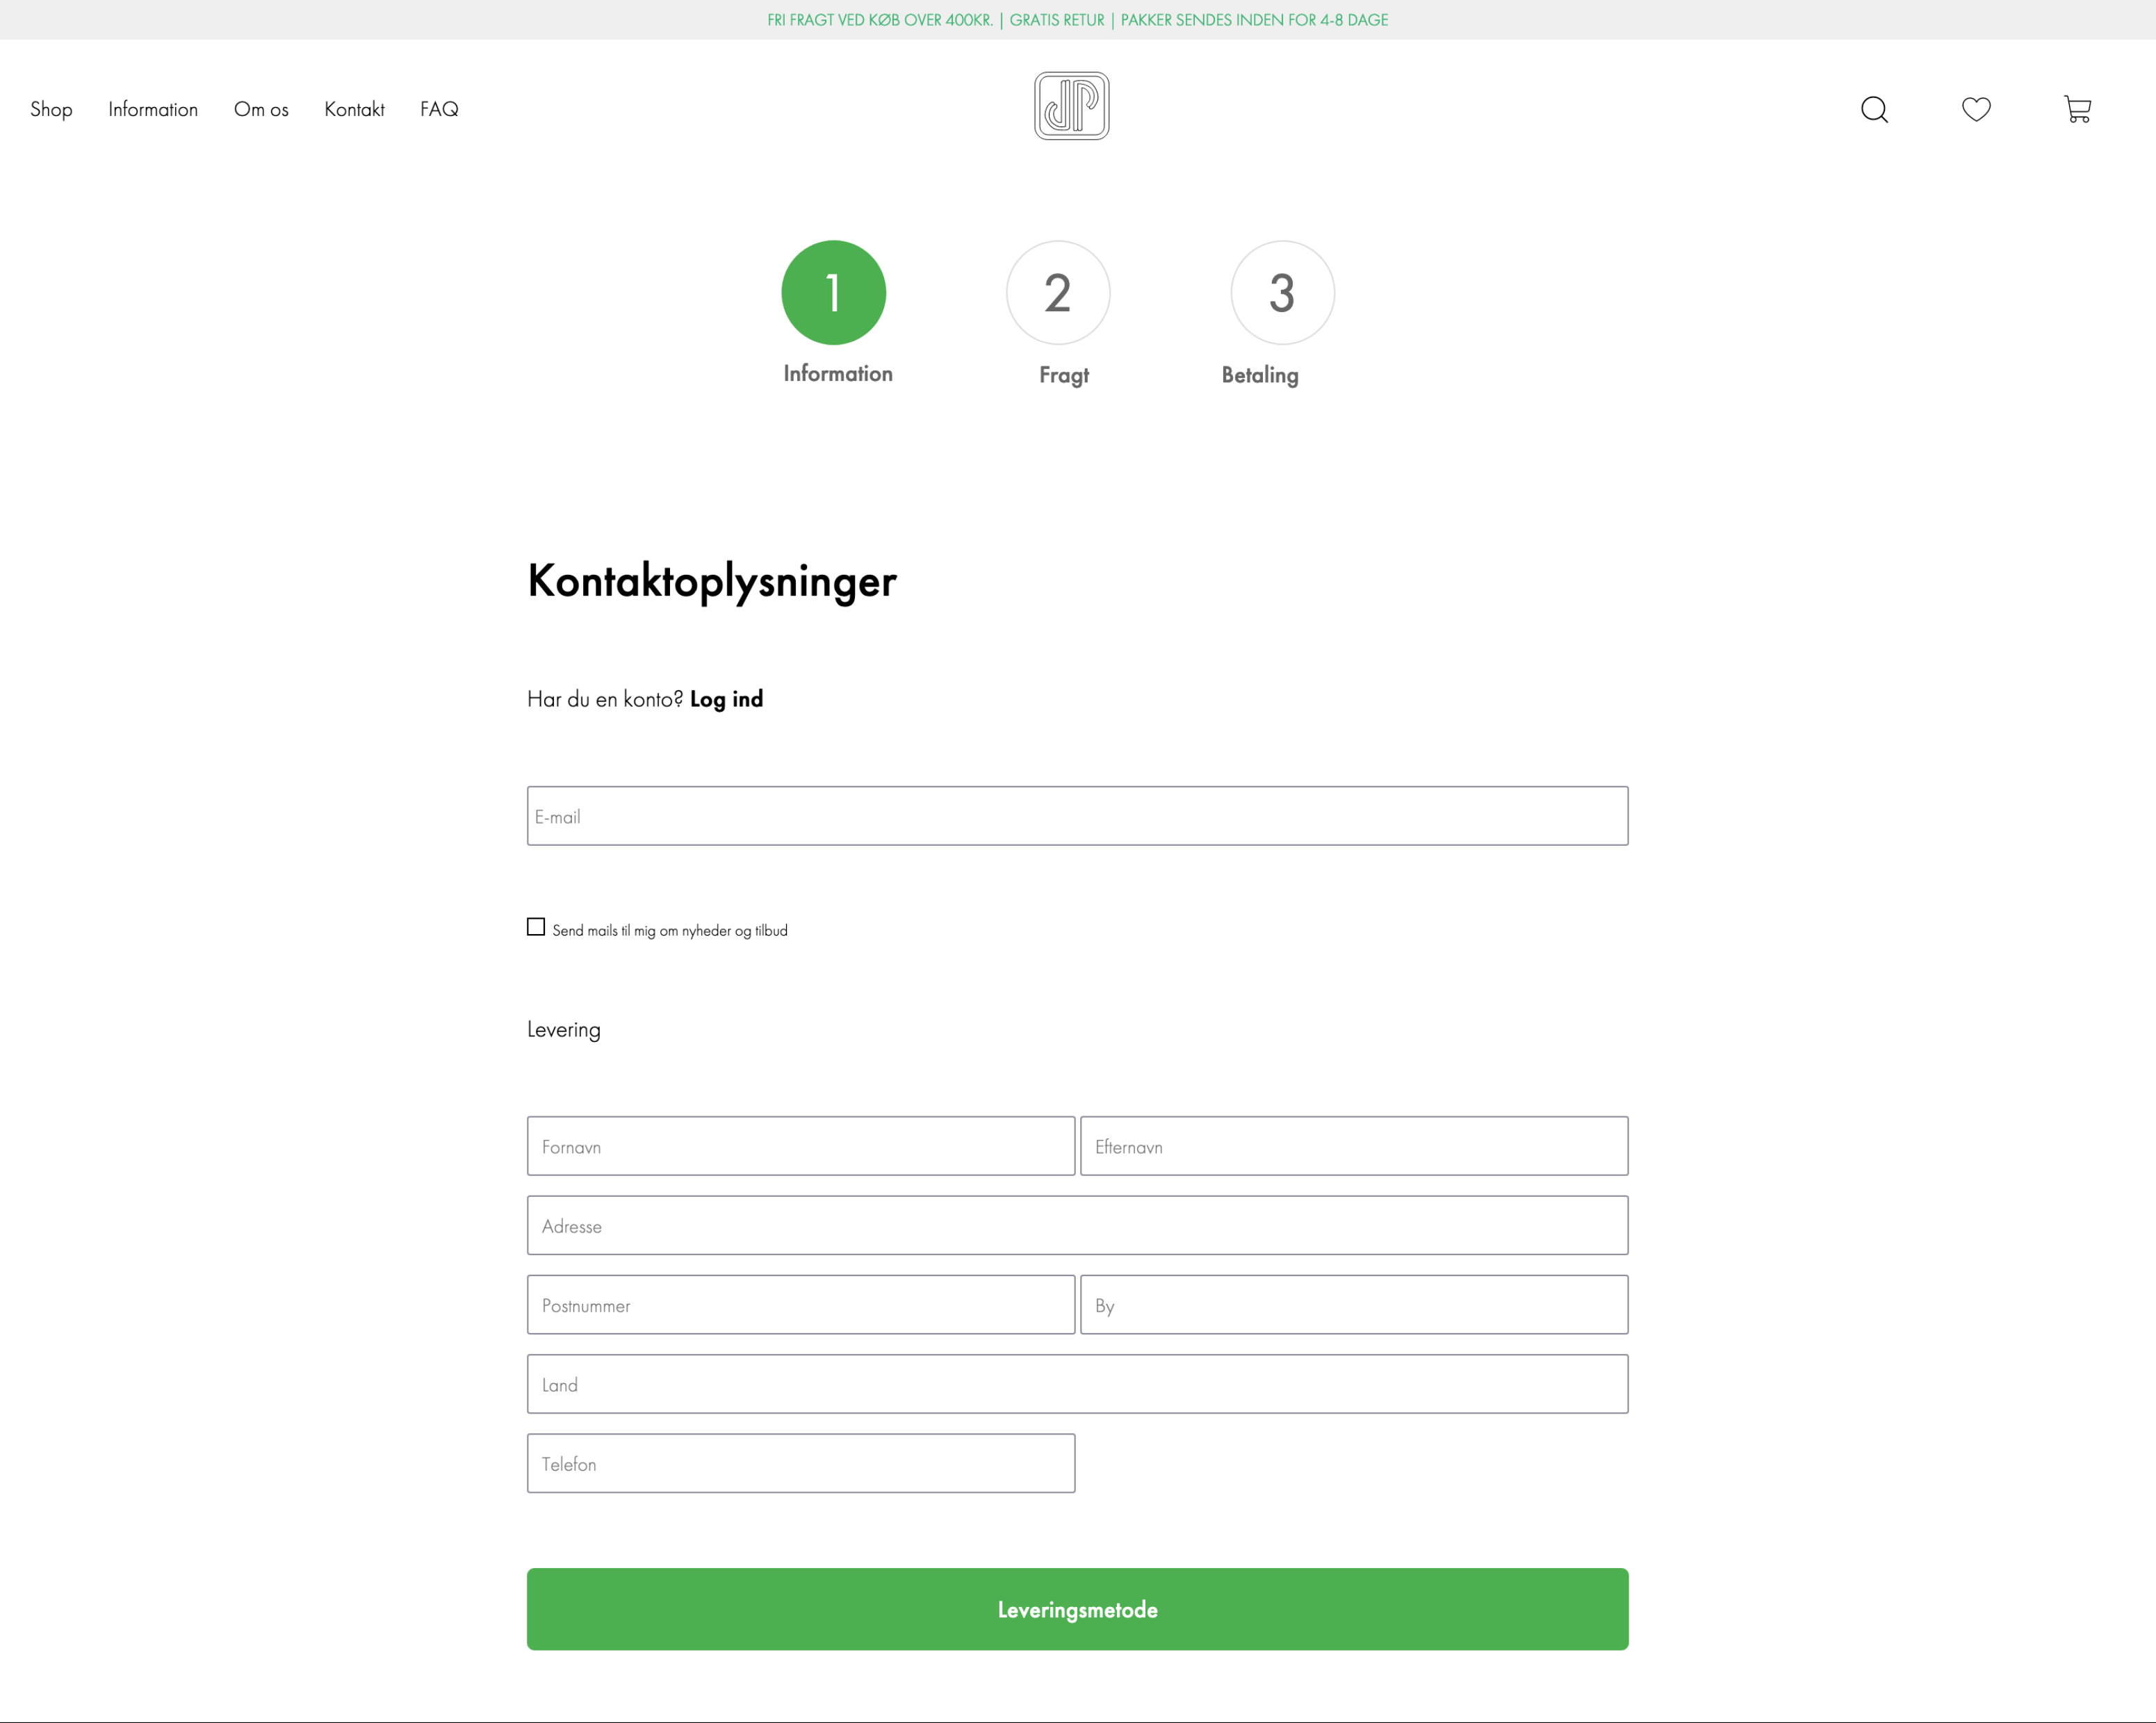 FRI FRAGT VED KØB OVER 400KR. | GRATIS RETUR | PAKKER SENDES INDEN FOR 4-8 DAGE
Shop Information Om os Kontakt FAQ
JP
1 2 3
Information Fragt Betaling
Kontaktoplysninger
Har du en konto? Log ind
E-mail
Send mails til mig om nyheder og tilbud
Levering
Fornavn Efternavn
Adresse
Postnummer By
Land
Telefon
Leveringsmetode